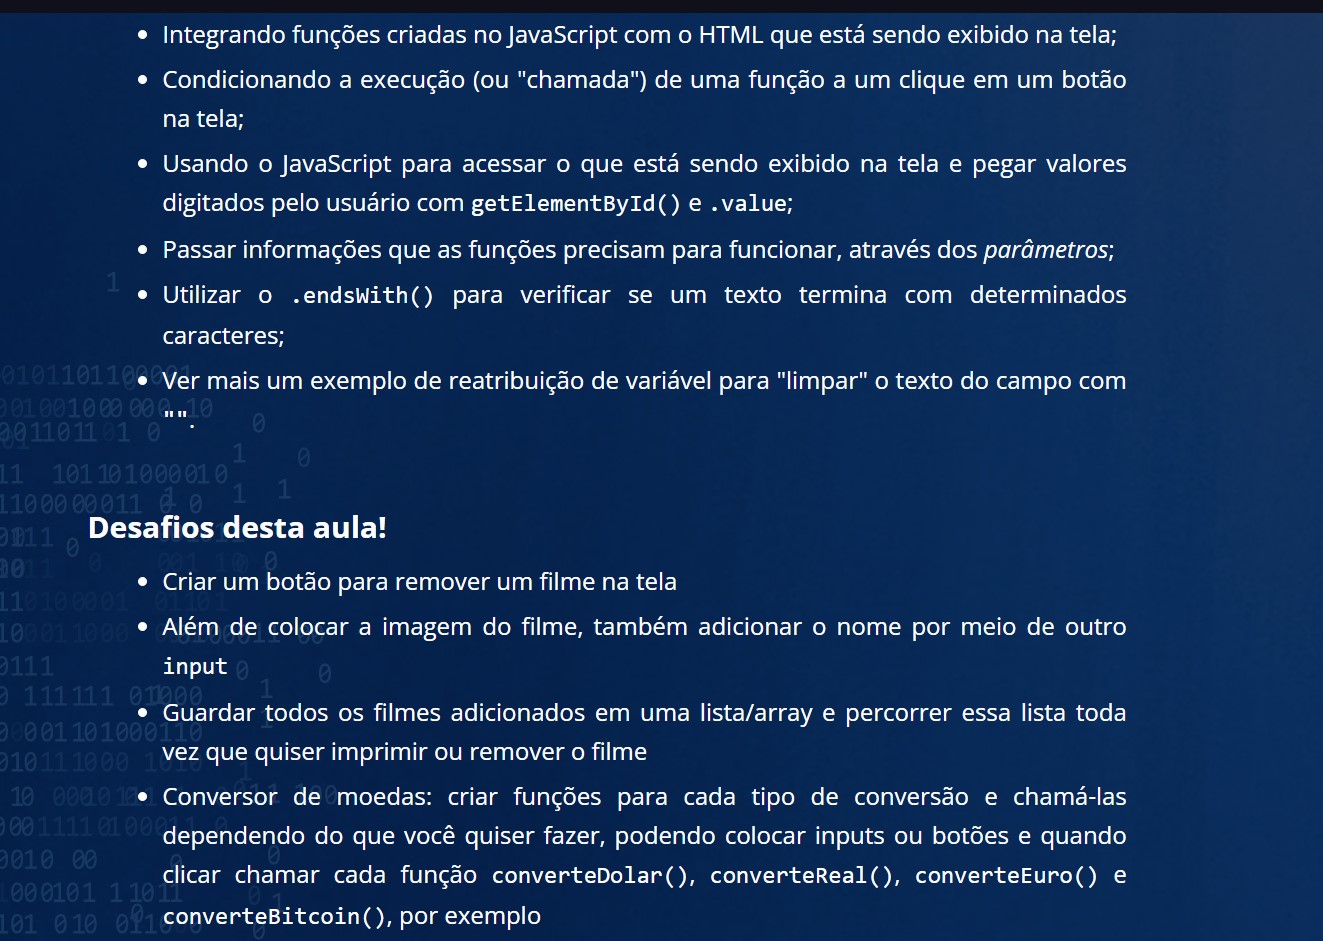 Integrando funções criadas no JavaScript com o HTML que está sendo exibido na tela;
Condicionando a execução (ou "chamada") de uma função a um clique em um botão
na tela;
Usando o JavaScript para acessar o que está sendo exibido na tela e pegar valores
digitados pelo usuário com getElementById() e .value;
Passar informações que as funções precisam para funcionar, através dos parâmetros;
Utilizar o .endsWith() para verificar se um texto termina com determinados
caracteres;
Ver mais um exemplo de reatribuição de variável para "limpar" o texto do campo com
"".
Desafios desta aula!
Criar um botão para remover um filme na tela
Além de colocar a imagem do filme, também adicionar o nome por meio de outro
input
Guardar todos os filmes adicionados em uma lista/array e percorrer essa lista toda
vez que quiser imprimir ou remover o filme
Conversor de moedas: criar funções para cada tipo de conversão e chamá-las
dependendo do que você quiser fazer, podendo colocar inputs ou botões e quando
clicar chamar cada função converteDolar(), converteReal(), converteEuro() e
converteBitcoin(), por exemplo